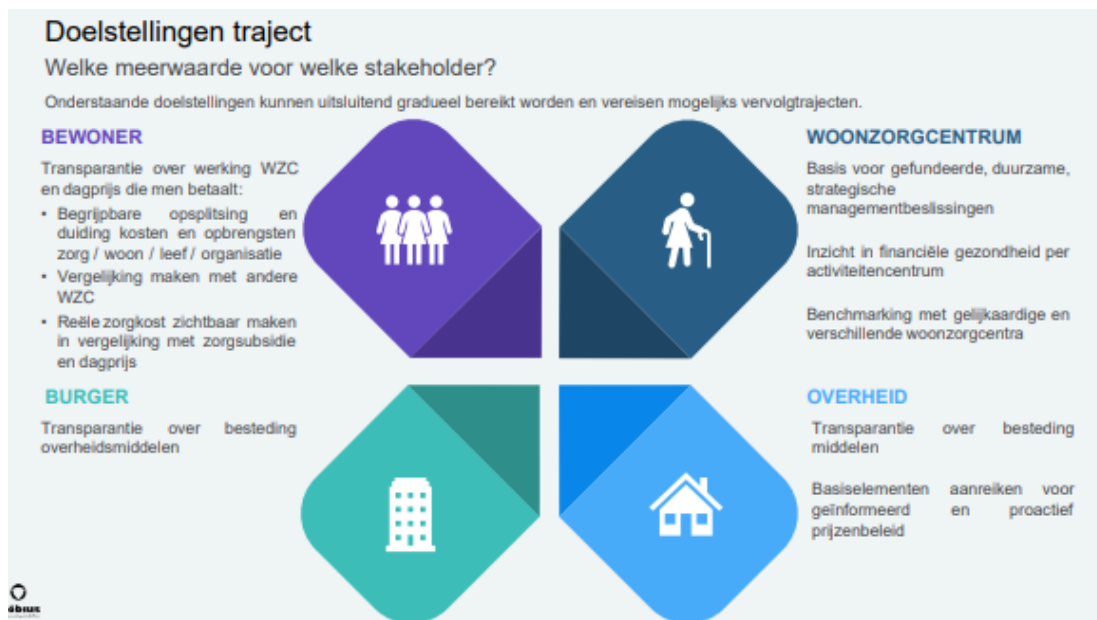 Doelstellingen traject
Welke meerwaarde voor welke stakeholder?
Onderstaande doelstellingen kunnen uitsluitend gradueel bereikt worden en vereisen mogelijks vervolgtrajecten.
BEWONER
Transparantie over werking WZC
en dagprijs die men betaalt:
• Begrijpbare opsplitsing en
duiding kosten en opbrengsten
zorg / woon / leef / organisatie
• Vergelijking maken met andere
WZC
• Reële zorgkost zichtbaar maken
in vergelijking met zorgsubsidie
en dagprijs
WOONZORGCENTRUM
Basis voor gefundeerde, duurzame,
strategische
managementbeslissingen
Inzicht in financiële gezondheid per
activiteitencentrum
Benchmarking met gelijkaardige en
verschillende woonzorgcentra
BURGER
Transparantie over besteding
overheidsmiddelen
OVERHEID
Transparantie over besteding
middelen
Basiselementen aanreiken voor
geïnformeerd en proactief
prijzenbeleid
öbius